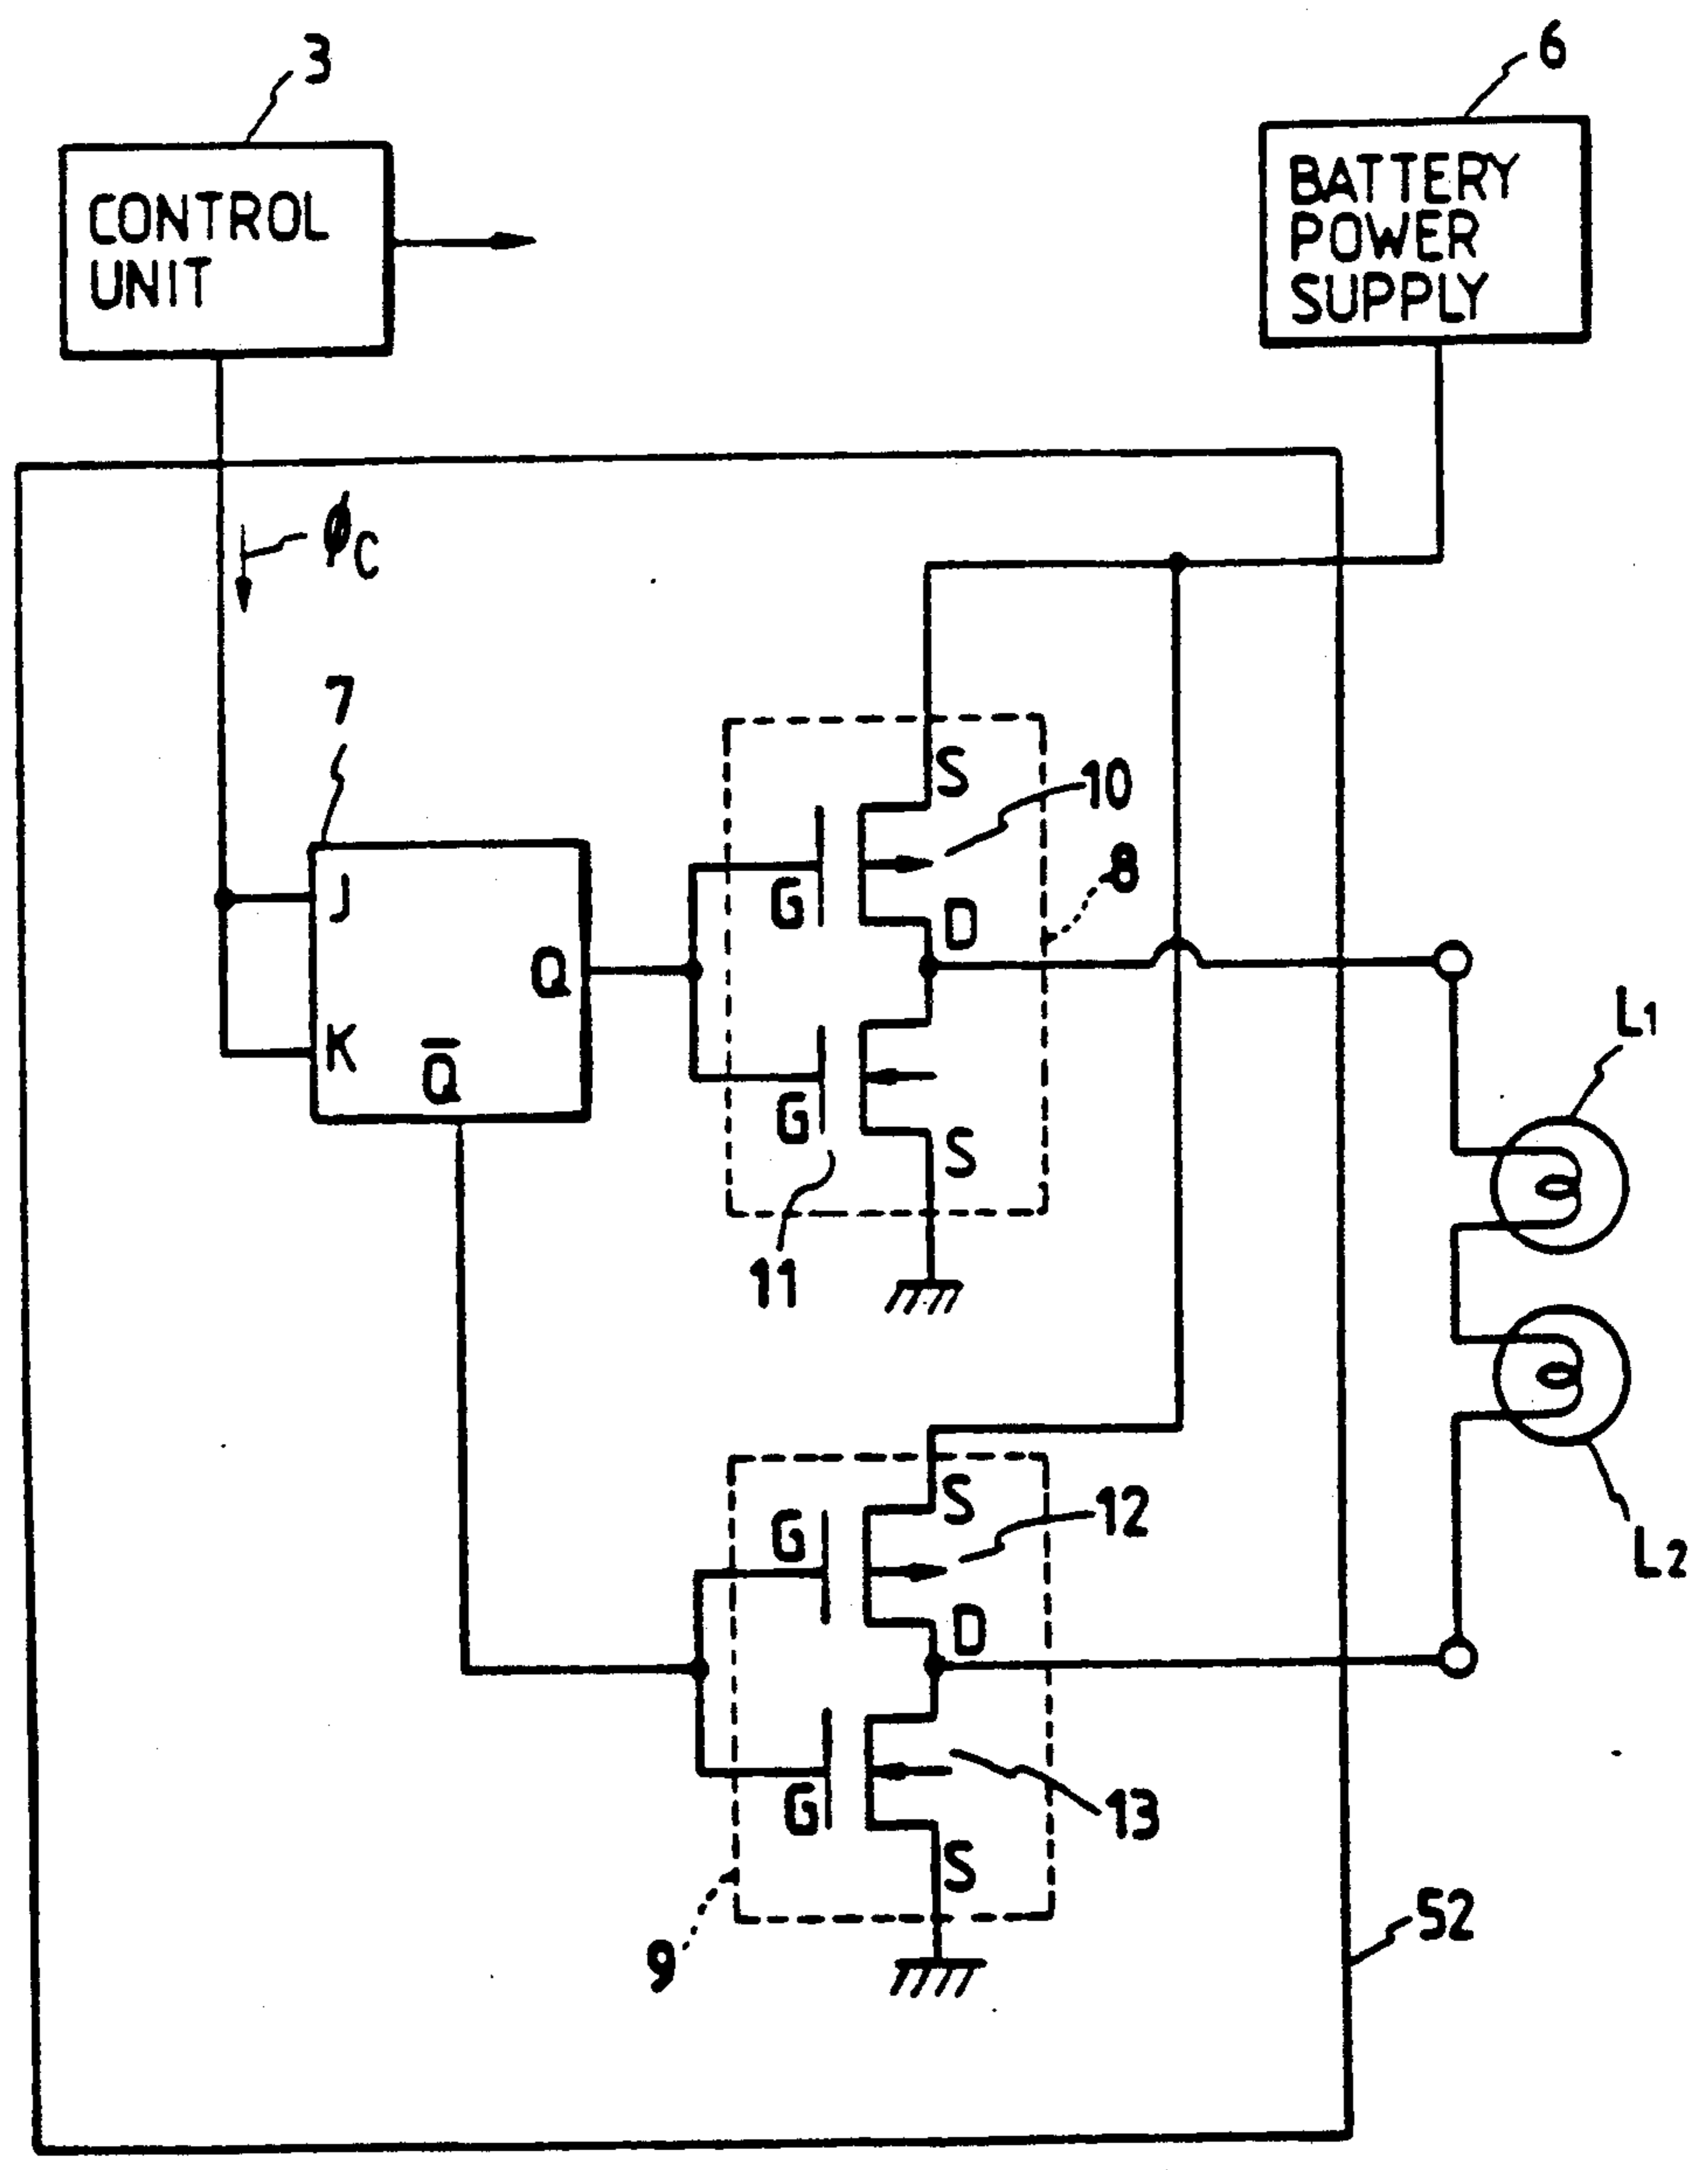 3
6
CONTROL
UNIT
BATTERY
POWER
SUPPLY
ϕC
7
S
10
8
J
G
D
Q
K
Q̅
L1
G
S
11
S
12
G
L2
D
13
G
S
52
9